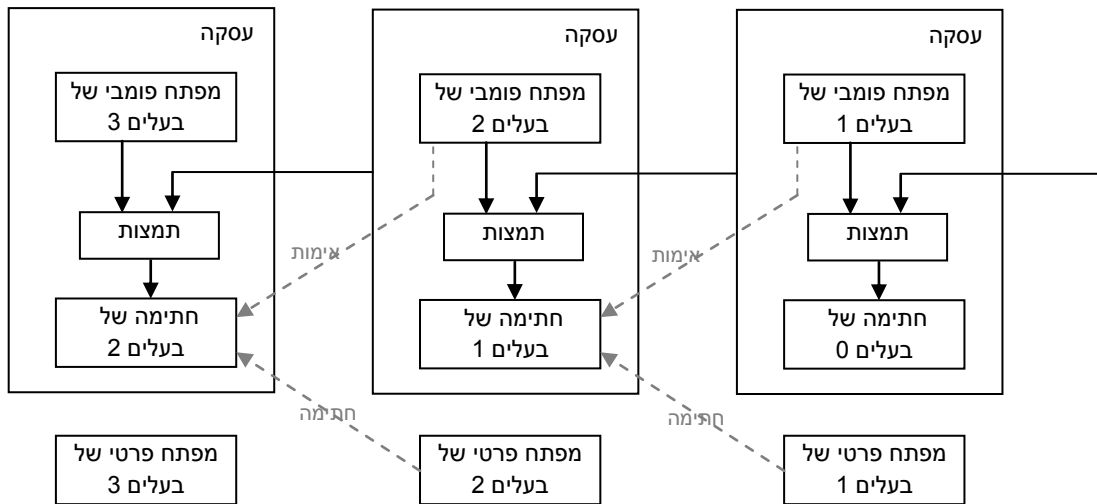 עסקה
מפתח פומבי של
בעלים 1
תמצות
חתימה של
בעלים 0
עסקה
מפתח פומבי של
בעלים 2
תמצות
חתימה של
בעלים 1
עסקה
מפתח פומבי של
בעלים 3
תמצות
חתימה של
בעלים 2
אימות
אימות
חתימה
חתימה
מפתח פרטי של
בעלים 1
מפתח פרטי של
בעלים 2
מפתח פרטי של
בעלים 3